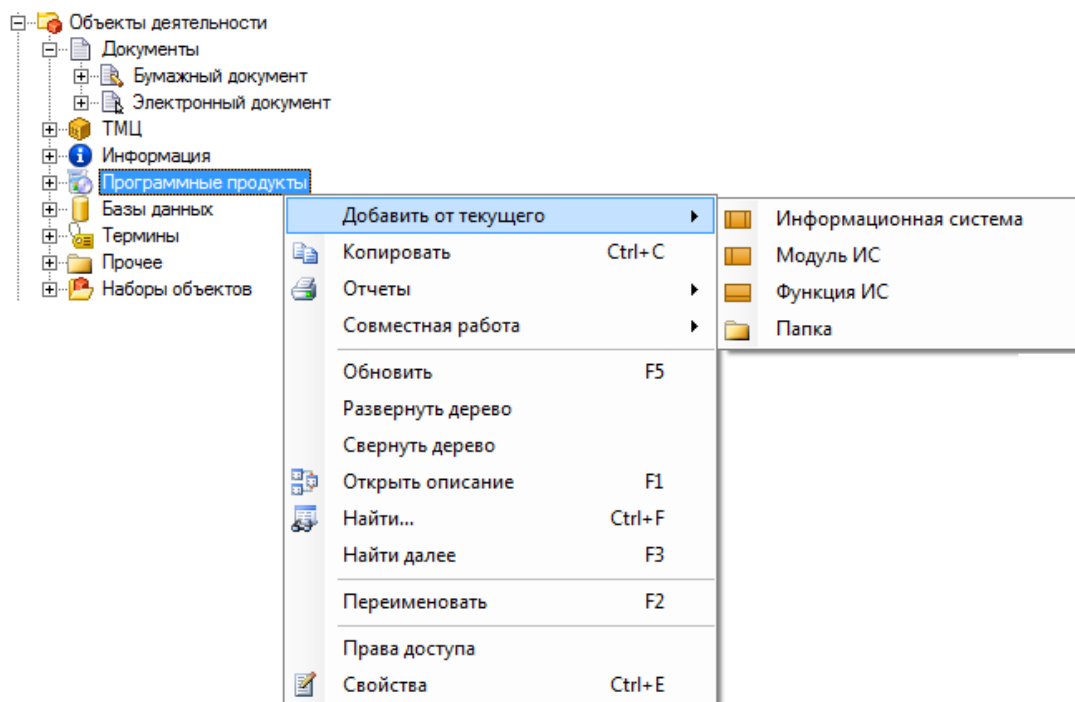 Объекты деятельности
Документы
Бумажный документ
Электронный документ
ТМЦ
Информация
Программные продукты
Базы данных
Термины
Прочее
Наборы объектов
Добавить от текущего
Копировать Ctrl+C
Отчеты
Совместная работа
Обновить F5
Развернуть дерево
Свернуть дерево
Открыть описание F1
Найти... Ctrl+F
Найти далее F3
Переименовать F2
Права доступа
Свойства Ctrl+E
Информационная система
Модуль ИС
Функция ИС
Папка